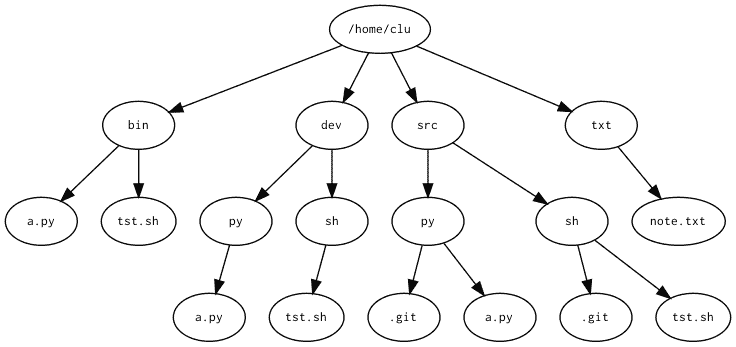 /home/clu
bin
dev
src
txt
a.py
tst.sh
py
sh
py
sh
note.txt
a.py
tst.sh
.git
a.py
.git
tst.sh